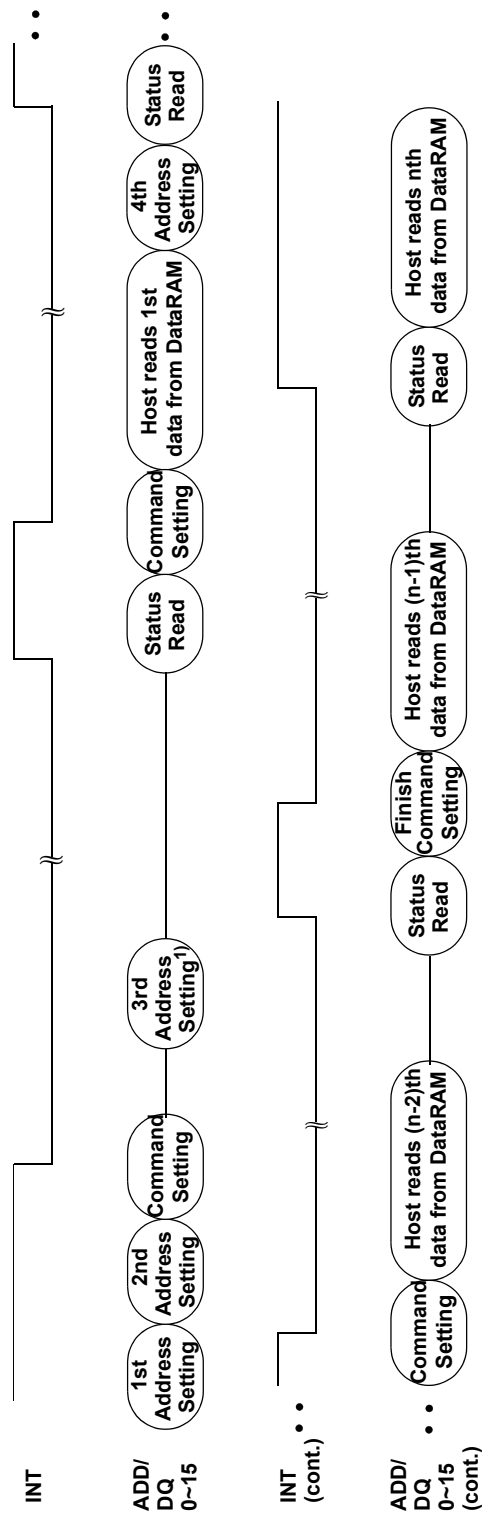 INT
ADD/
DQ
0~15
1st
Address
Setting
2nd
Address
Setting
Command
Setting
3rd
Address
Setting1)
Status
Read
Command
Setting
Host reads 1st
data from DataRAM
4th
Address
Setting
Status
Read
INT
(cont.)
ADD/
DQ
0~15
(cont.)
Command
Setting
Host reads (n-2)th
data from DataRAM
Status
Read
Finish
Command
Setting
Host reads (n-1)th
data from DataRAM
Status
Read
Host reads nth
data from DataRAM